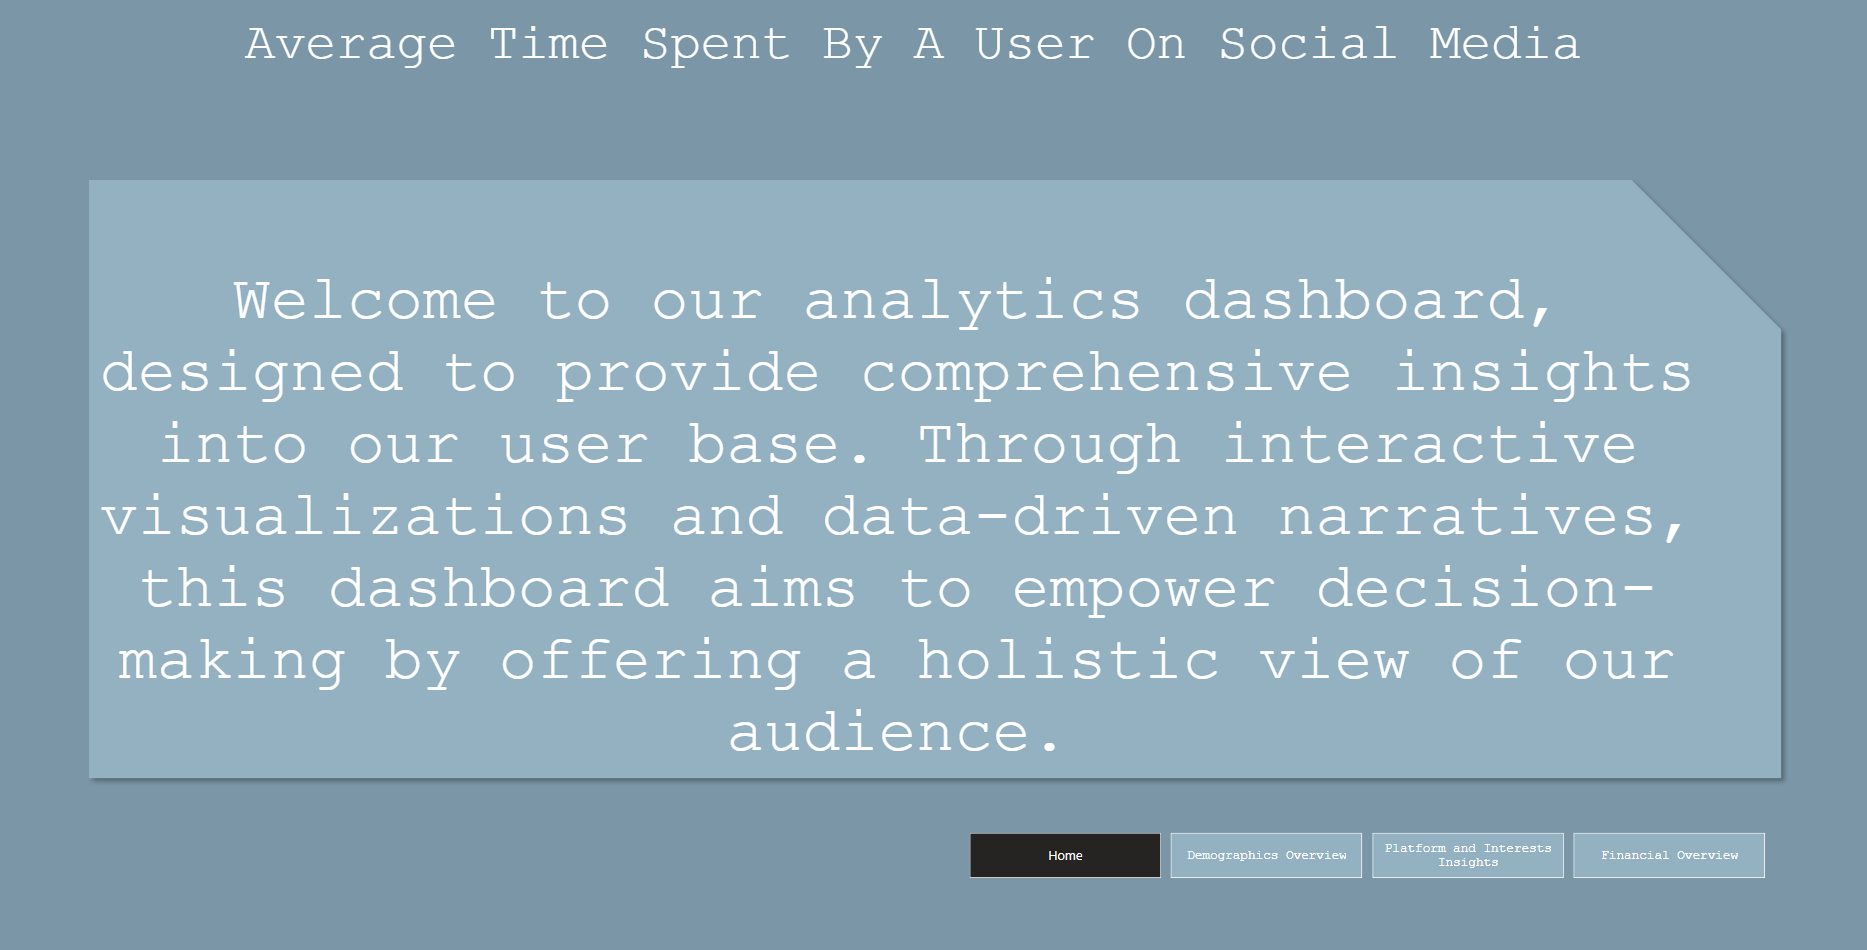 Average Time Spent By A User On Social Media
Welcome to our analytics dashboard,
designed to provide comprehensive insights
into our user base. Through interactive
visualizations and data-driven narratives,
this dashboard aims to empower decision-
making by offering a holistic view of our
audience.
Home
Demographics Overview
Platform and Interests
Insights
Financial Overview